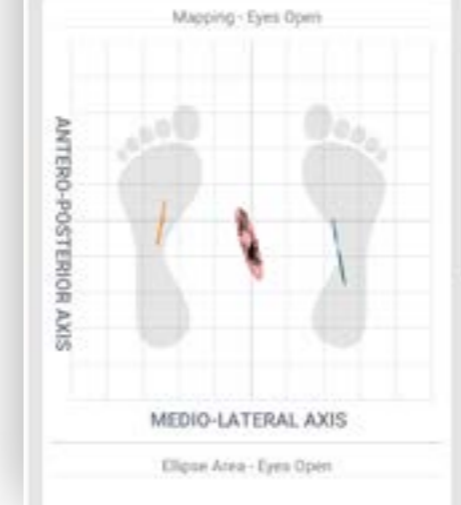 Mapping - Eyes Open
ANTERO-POSTERIOR AXIS
MEDIO-LATERAL AXIS
Ellipse Area - Eyes Open